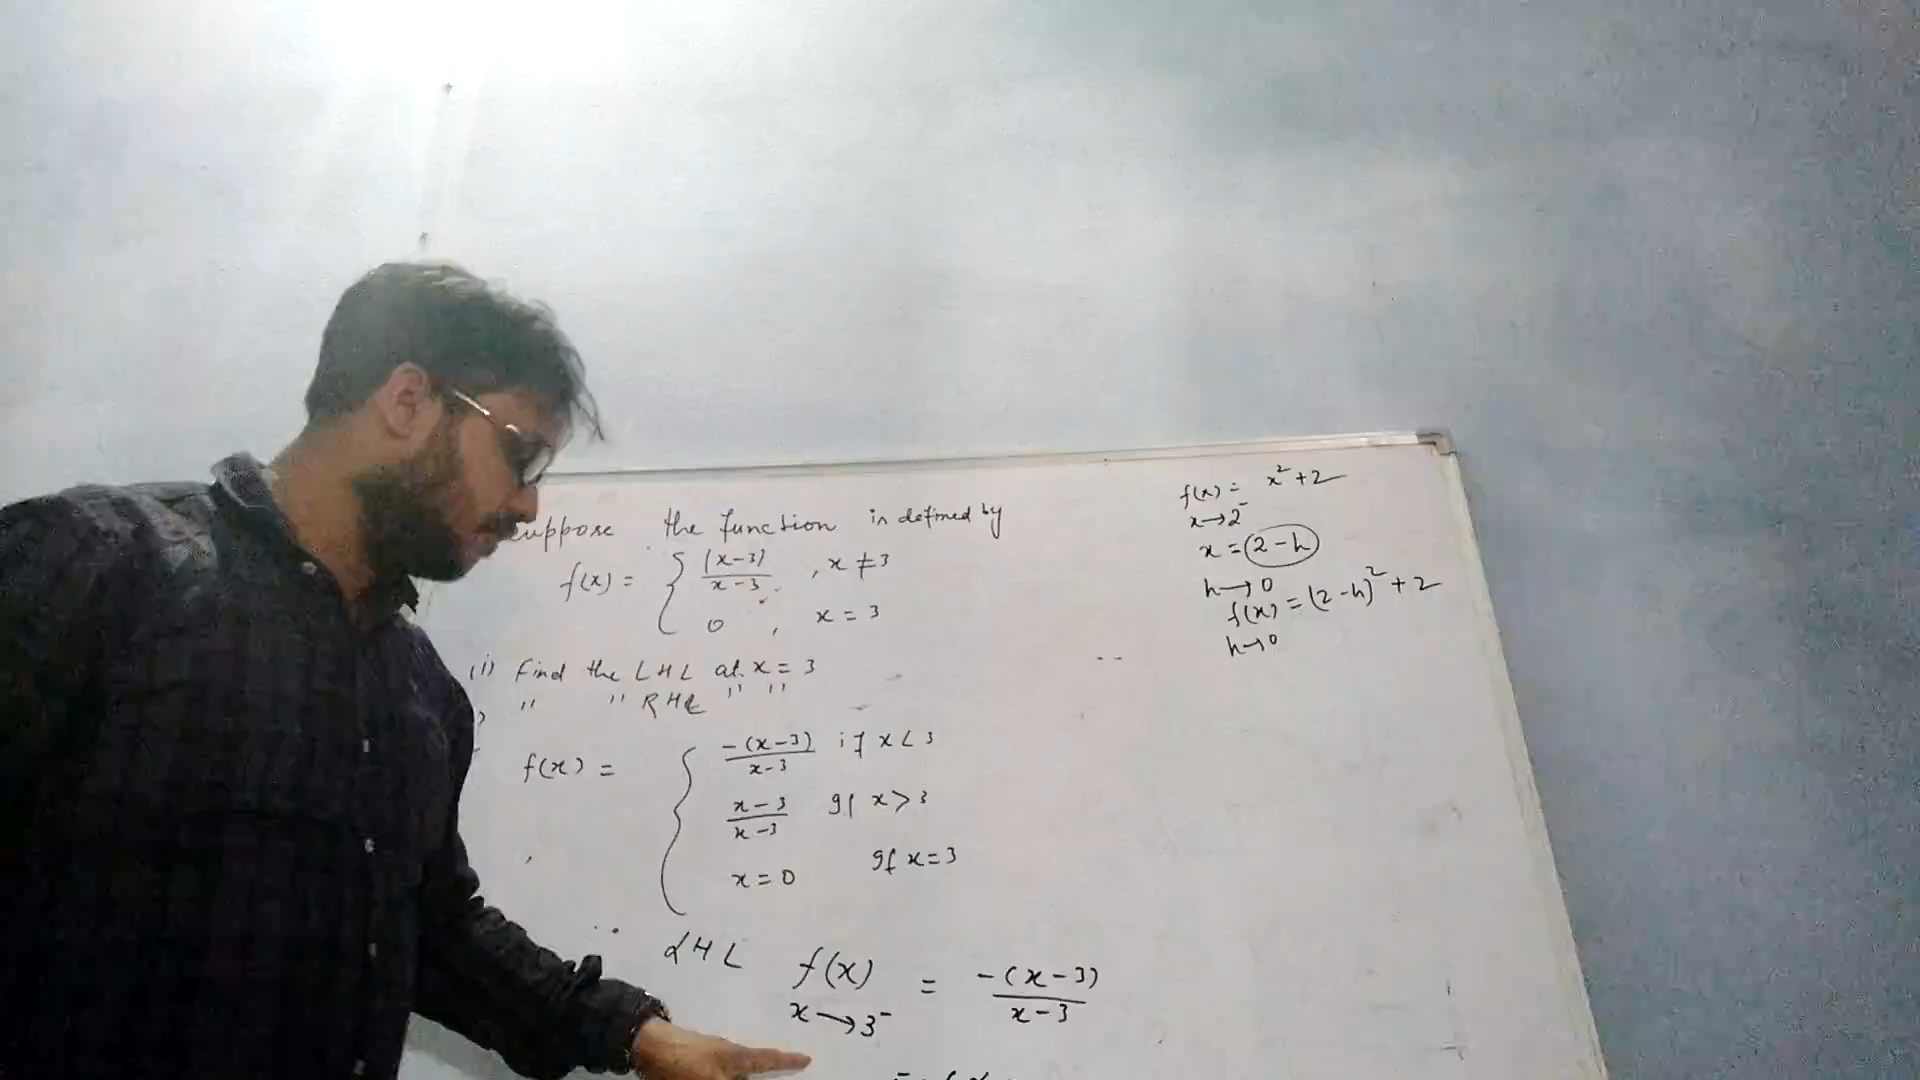 suppose the function is defined by
f(x) = { |x-3| / x-3 , x ≠ 3
0 , x = 3
(i) Find the LHL at x = 3
) " " RHL " "
f(x) = { -(x-3) / x-3 if x < 3
x-3 / x-3 If x > 3
x = 0 If x = 3
LHL f(x) = -(x-3) / x-3
x → 3⁻
f(x) = x² + 2
x → 2⁻
x = (2-h)
h → 0
f(x) = (2-h)² + 2
h → 0